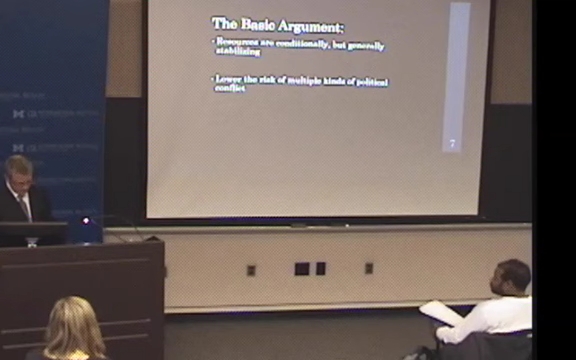 The Basic Argument:
· Resources are conditionally, but generally
stabilizing
· Lower the risk of multiple kinds of political
conflict
7